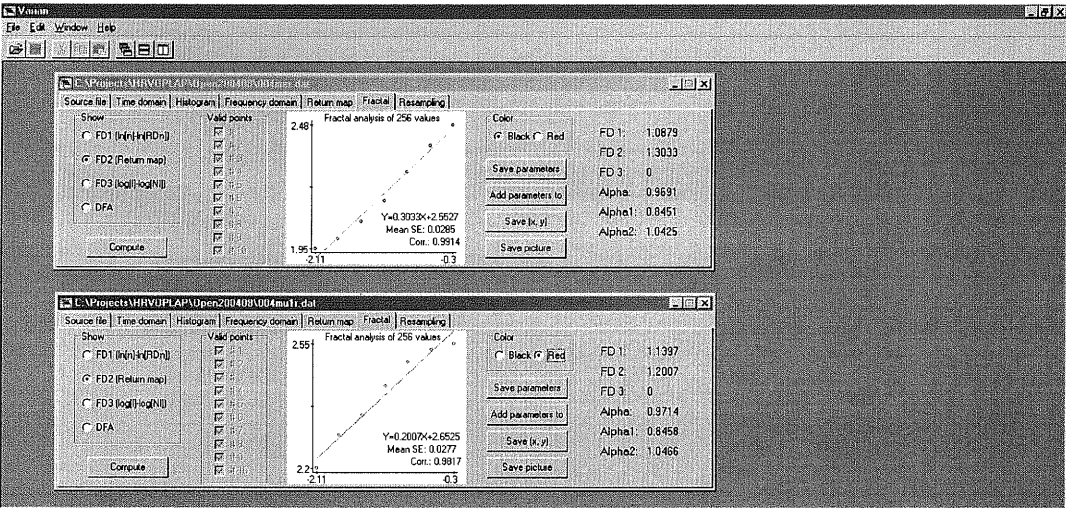 Varian
File Edit Window Help
Source file Time domain Histogram Frequency domain Return map Fractal Resampling
Show
FD1 (ln[n]-ln[RDn])
FD2 (Return map)
FD3 (log[l]-log[Nl])
DFA
Compute
Valid points
Fractal analysis of 256 values
2.48
Y=0.3033X+2.5527
Mean SE: 0.0285
Corr.: 0.9914
1.95
-2.11 -0.3
Color
Black Red
Save parameters
Add parameters to
Save (x, y)
Save picture
FD 1: 1.0879
FD 2: 1.3033
FD 3: 0
Alpha: 0.9691
Alpha1: 0.8451
Alpha2: 1.0425
C:\Projects\HRVOPLAP\Open200408\004mu1r.dat
Source file Time domain Histogram Frequency domain Return map Fractal Resampling
Show
FD1 (ln[n]-ln[RDn])
FD2 (Return map)
FD3 (log[l]-log[Nl])
DFA
Compute
Valid points
Fractal analysis of 256 values
2.55
Y=0.2007X+2.6525
Mean SE: 0.0277
Corr.: 0.9817
2.2
-2.11 -0.3
Color
Black Red
Save parameters
Add parameters to
Save (x, y)
Save picture
FD 1: 1.1397
FD 2: 1.2007
FD 3: 0
Alpha: 0.9714
Alpha1: 0.8458
Alpha2: 1.0466